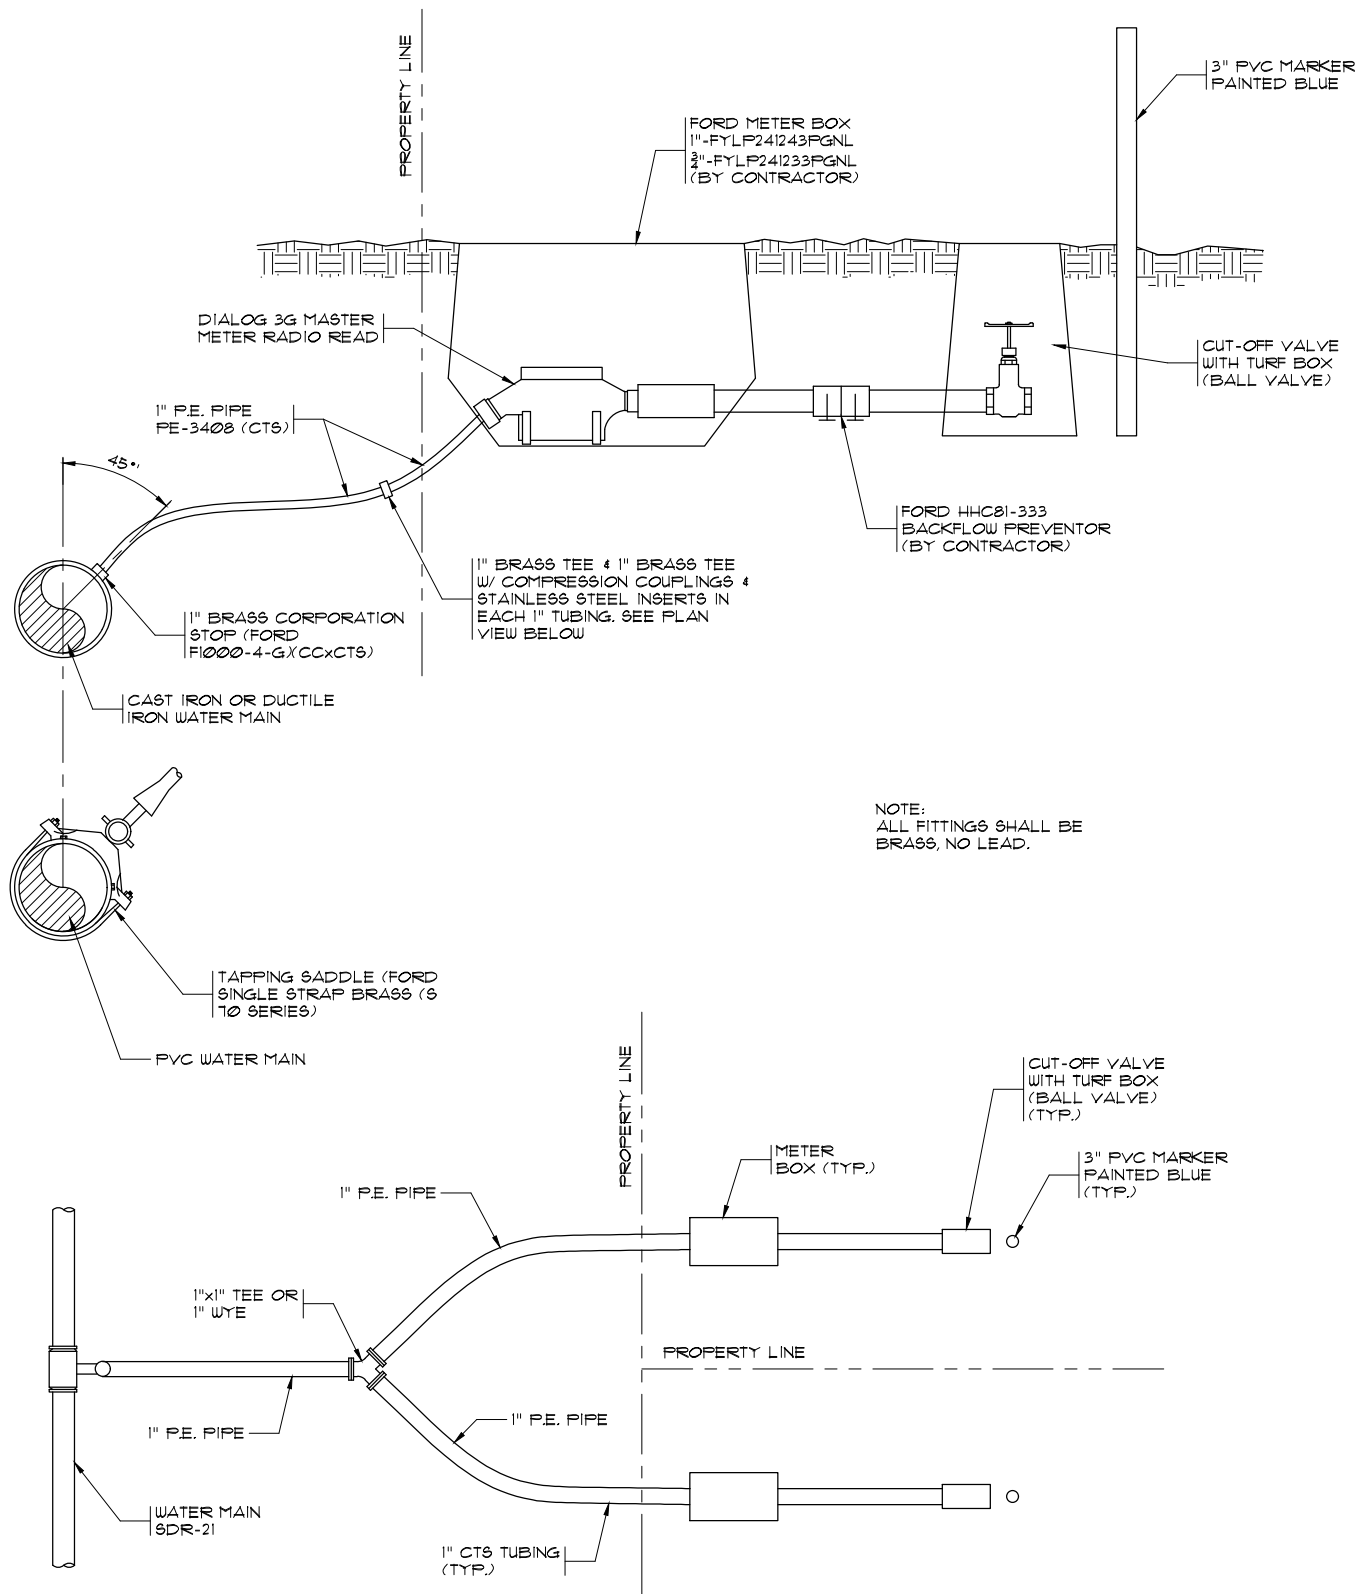 PROPERTY LINE
3" PVC MARKER
PAINTED BLUE
FORD METER BOX
1"-FYLP241243PGNL
3/4"-FYLP241233PGNL
(BY CONTRACTOR)
DIALOG 3G MASTER
METER RADIO READ
CUT-OFF VALVE
WITH TURF BOX
(BALL VALVE)
1" P.E. PIPE
PE-3408 (CTS)
45°'
FORD HHC81-333
BACKFLOW PREVENTOR
(BY CONTRACTOR)
1" BRASS TEE & 1" BRASS TEE
W/ COMPRESSION COUPLINGS &
STAINLESS STEEL INSERTS IN
EACH 1" TUBING. SEE PLAN
VIEW BELOW
1" BRASS CORPORATION
STOP (FORD
F1000-4-G)(CCxCTS)
CAST IRON OR DUCTILE
IRON WATER MAIN
NOTE:
ALL FITTINGS SHALL BE
BRASS, NO LEAD.
TAPPING SADDLE (FORD
SINGLE STRAP BRASS (S
70 SERIES)
PVC WATER MAIN
PROPERTY LINE
CUT-OFF VALVE
WITH TURF BOX
(BALL VALVE)
(TYP.)
METER
BOX (TYP.)
3" PVC MARKER
PAINTED BLUE
(TYP.)
1" P.E. PIPE
1"x1" TEE OR
1" WYE
PROPERTY LINE
1" P.E. PIPE
1" P.E. PIPE
WATER MAIN
SDR-21
1" CTS TUBING
(TYP.)